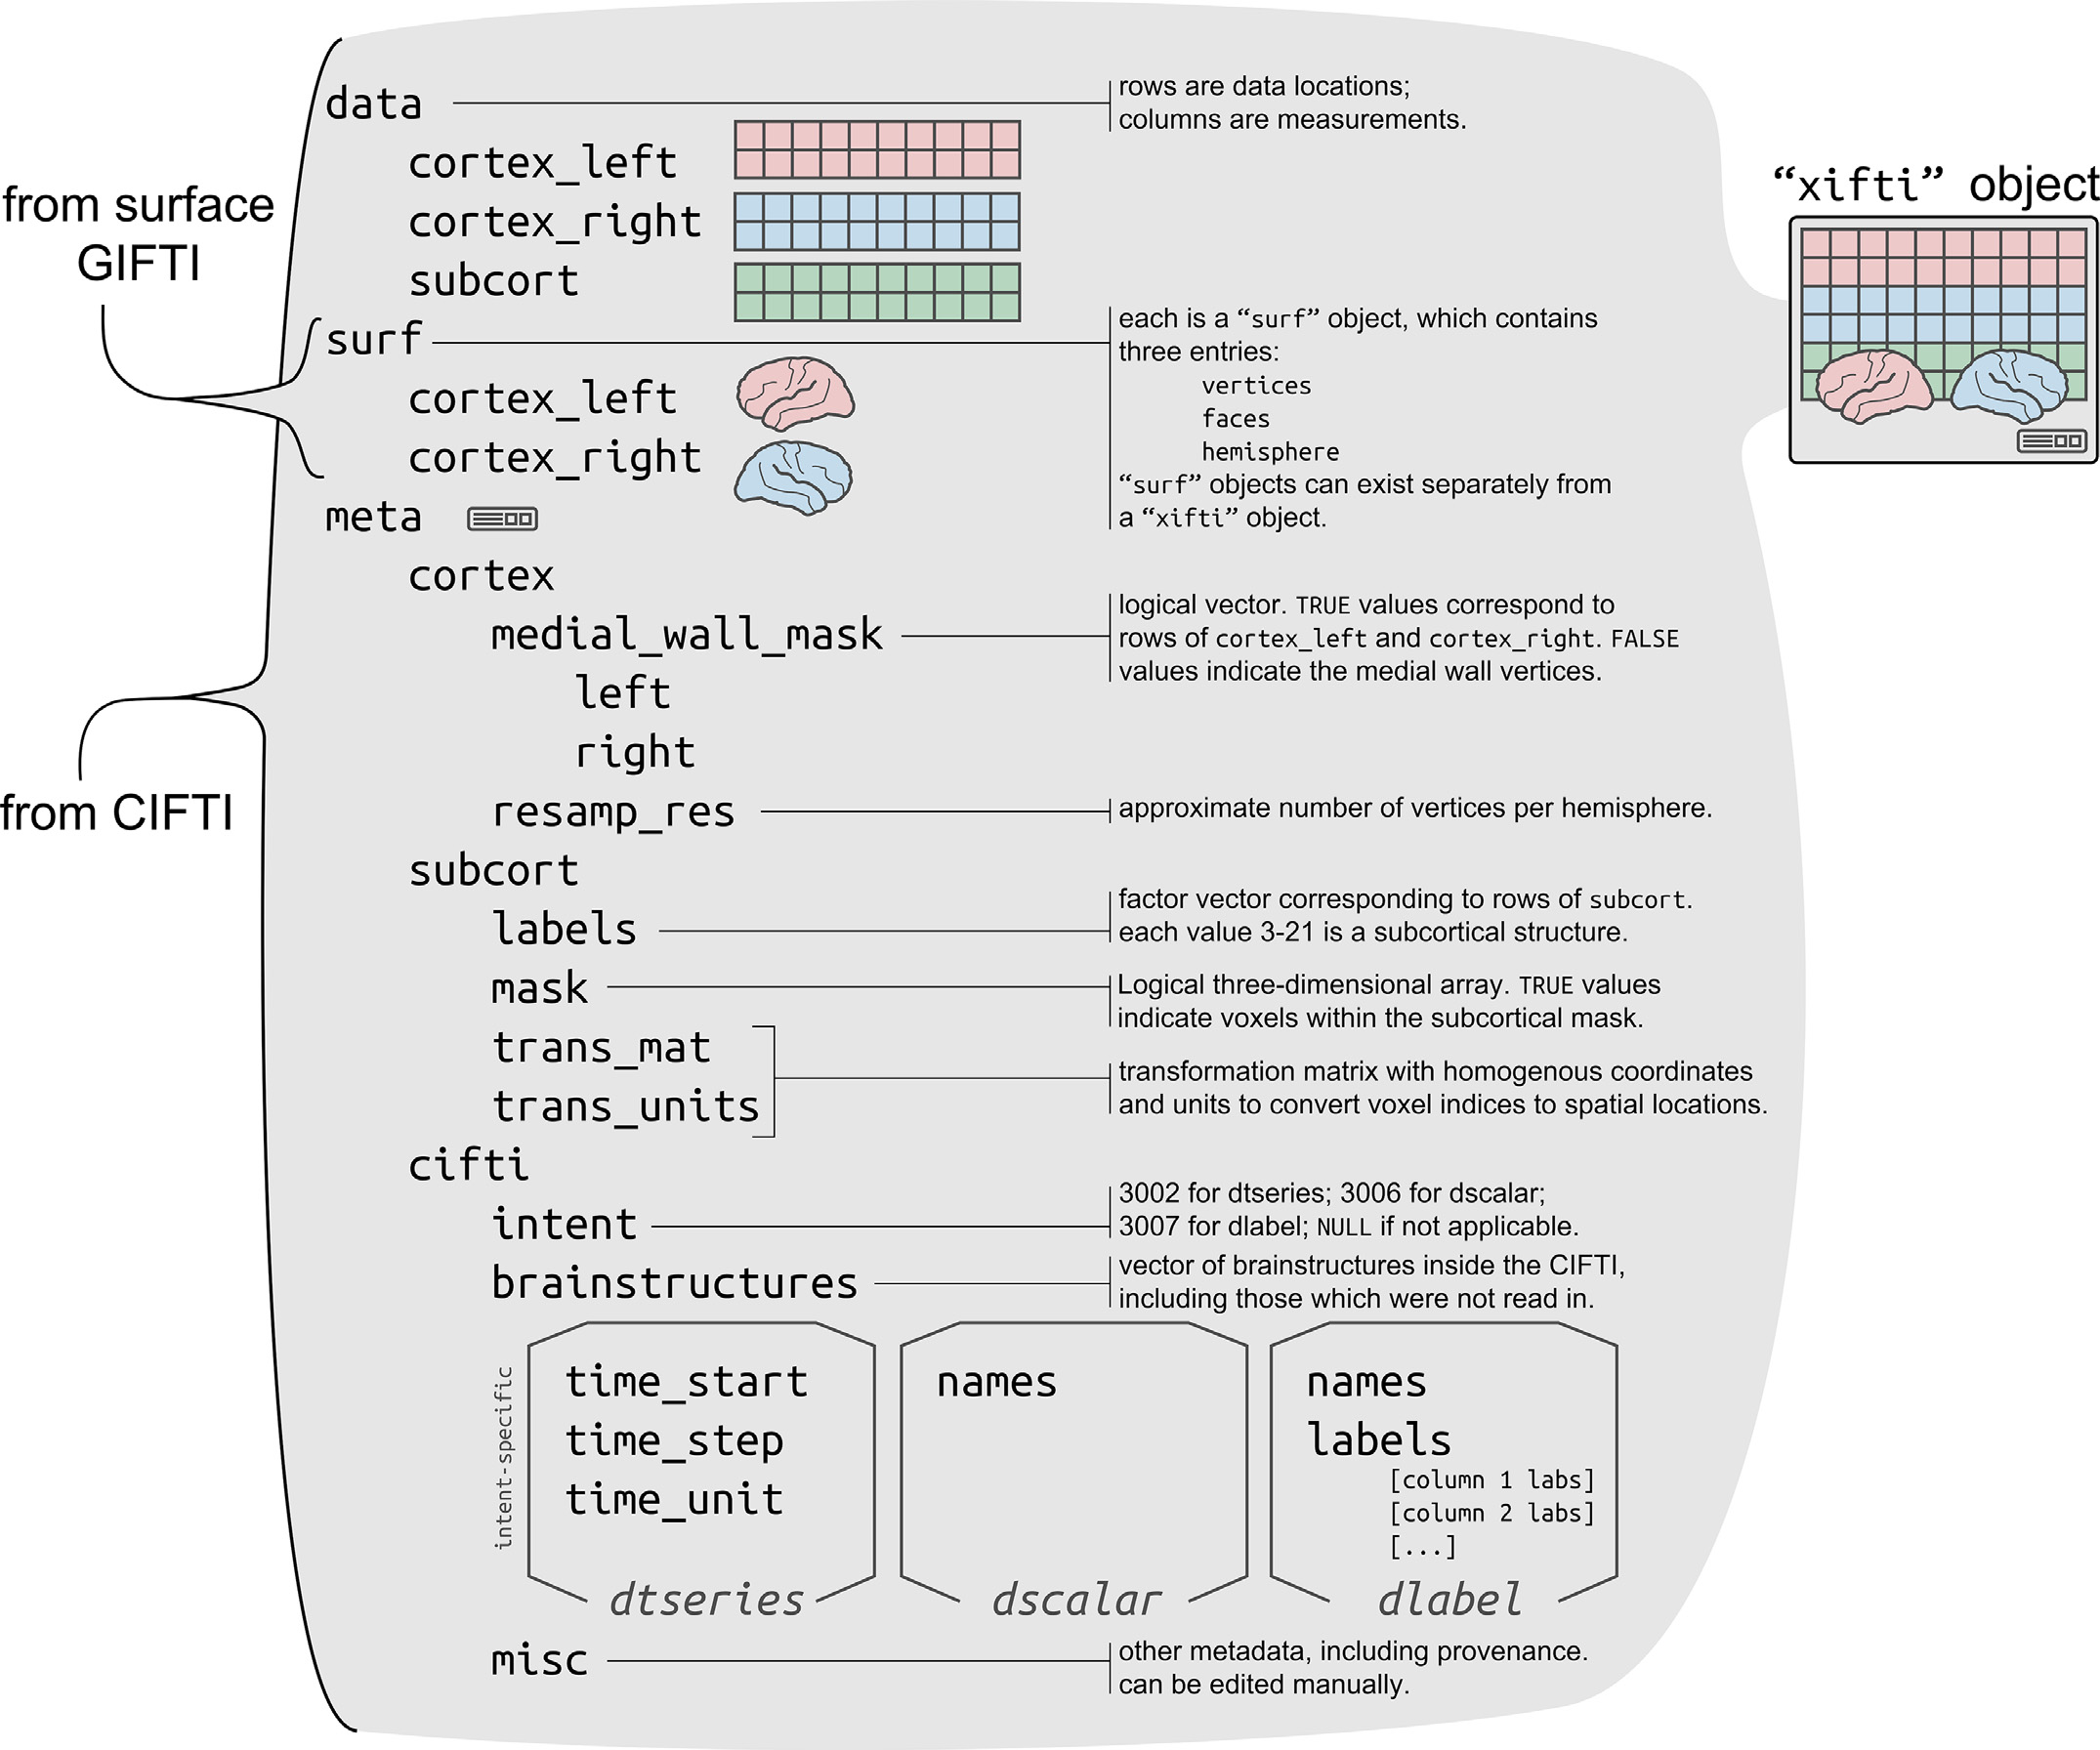 data
rows are data locations;
columns are measurements.
cortex_left
cortex_right
subcort
from surface
GIFTI
“xifti” object
surf
each is a “surf” object, which contains
three entries:
vertices
faces
hemisphere
“surf” objects can exist separately from
a “xifti” object.
cortex_left
cortex_right
meta
cortex
medial_wall_mask
logical vector. TRUE values correspond to
rows of cortex_left and cortex_right. FALSE
values indicate the medial wall vertices.
left
right
from CIFTI
resamp_res
approximate number of vertices per hemisphere.
subcort
labels
factor vector corresponding to rows of subcort.
each value 3-21 is a subcortical structure.
mask
Logical three-dimensional array. TRUE values
indicate voxels within the subcortical mask.
trans_mat
trans_units
transformation matrix with homogenous coordinates
and units to convert voxel indices to spatial locations.
cifti
intent
3002 for dtseries; 3006 for dscalar;
3007 for dlabel; NULL if not applicable.
brainstructures
vector of brainstructures inside the CIFTI,
including those which were not read in.
intent-specific
time_start
time_step
time_unit
dtseries
names
dscalar
names
labels
[column 1 labs]
[column 2 labs]
[...]
dlabel
misc
other metadata, including provenance.
can be edited manually.